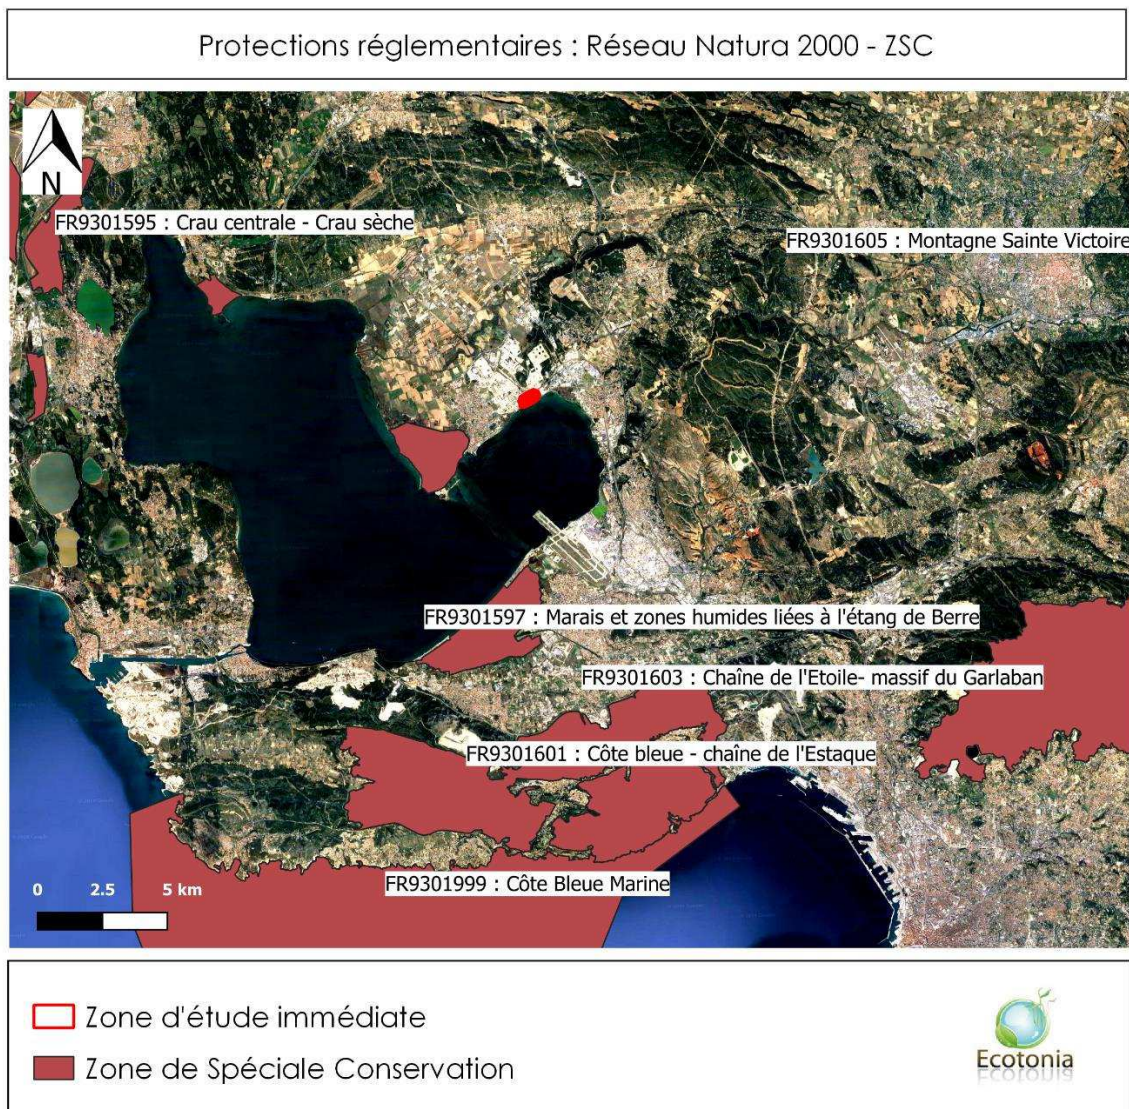 Protections réglementaires : Réseau Natura 2000 - ZSC
N
FR9301595 : Crau centrale - Crau sèche
FR9301605 : Montagne Sainte Victoire
FR9301597 : Marais et zones humides liées à l'étang de Berre
FR9301603 : Chaîne de l'Etoile- massif du Garlaban
FR9301601 : Côte bleue - chaîne de l'Estaque
FR9301999 : Côte Bleue Marine
0 2.5 5 km
Zone d'étude immédiate
Zone de Spéciale Conservation
Ecotonia